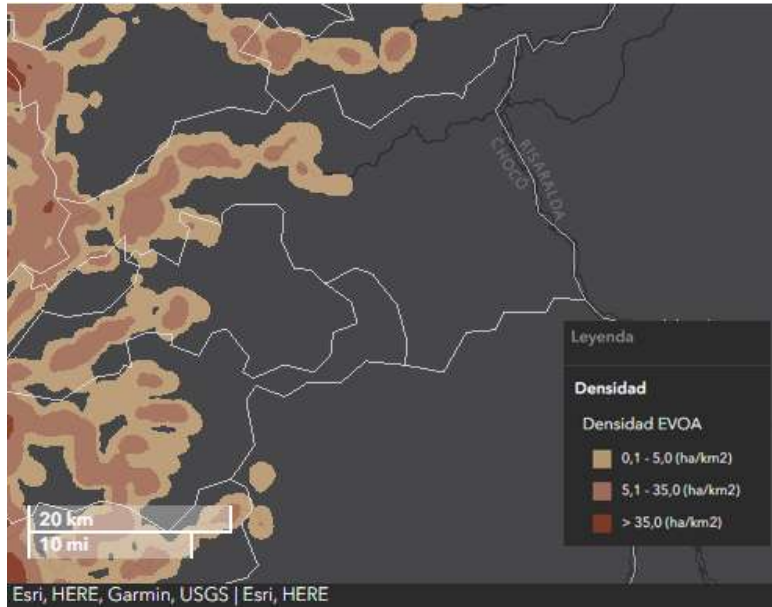 RISARALDA
CHOCÓ
Leyenda
Densidad
Densidad EVOA
0,1 - 5,0 (ha/km2)
5,1 - 35,0 (ha/km2)
> 35,0 (ha/km2)
20 km
10 mi
Esri, HERE, Garmin, USGS | Esri, HERE